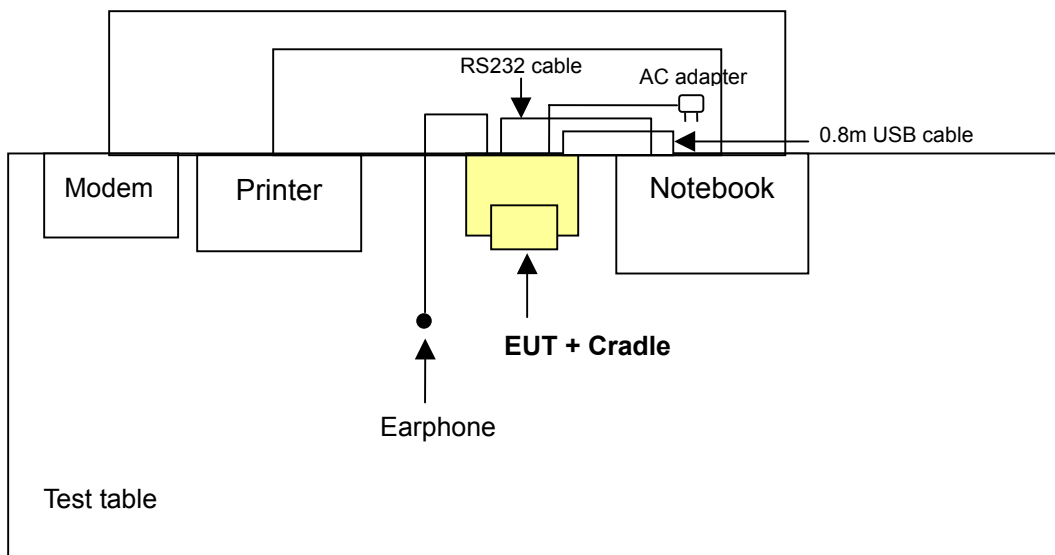 RS232 cable
AC adapter
0.8m USB cable
Modem
Printer
Notebook
EUT + Cradle
Earphone
Test table